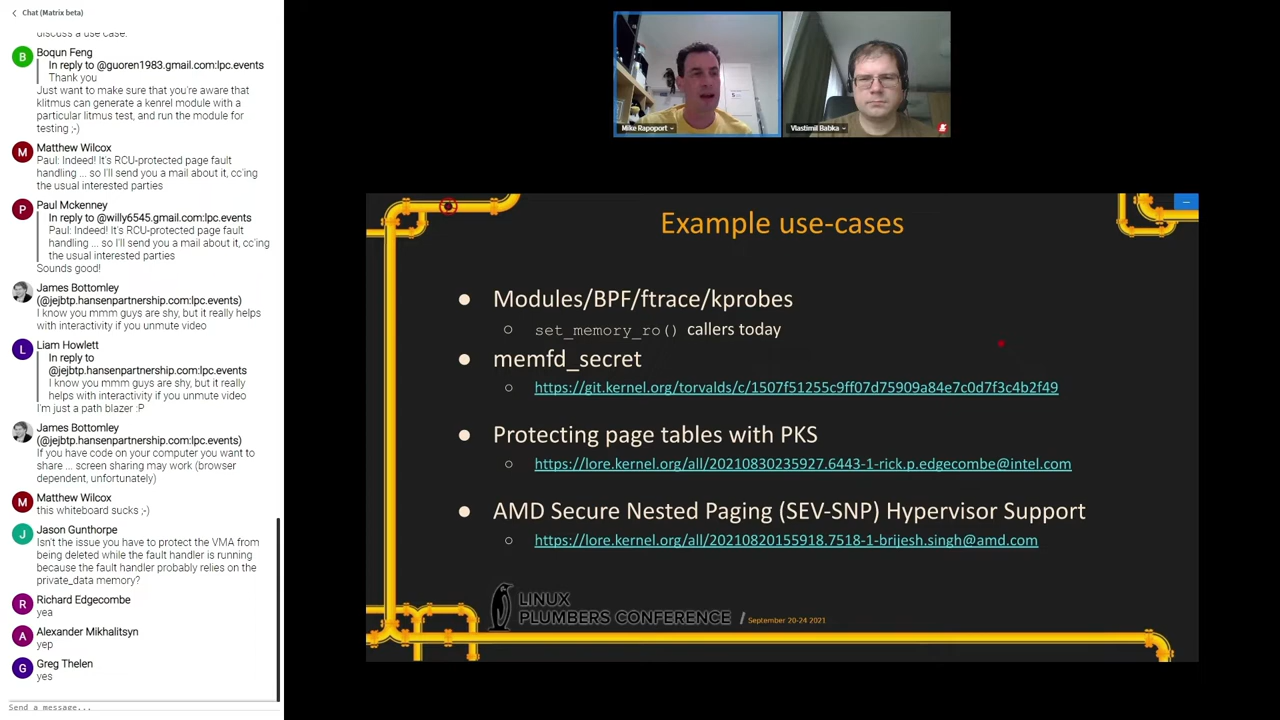 Chat (Matrix beta)
discuss a use case.
B
Boqun Feng
In reply to @guoren1983.gmail.com:lpc.events
Thank you
Just want to make sure that you're aware that
klitmus can generate a kenrel module with a
particular litmus test, and run the module for
testing ;-)
M
Matthew Wilcox
Paul: Indeed! It's RCU-protected page fault
handling ... so I'll send you a mail about it, cc'ing
the usual interested parties
P
Paul Mckenney
In reply to @willy6545.gmail.com:lpc.events
Paul: Indeed! It's RCU-protected page fault
handling ... so I'll send you a mail about it, cc'ing
the usual interested parties
Sounds good!
James Bottomley
(@jejbtp.hansenpartnership.com:lpc.events)
I know you mmm guys are shy, but it really helps
with interactivity if you unmute video
L
Liam Howlett
In reply to
@jejbtp.hansenpartnership.com:lpc.events
I know you mmm guys are shy, but it really
helps with interactivity if you unmute video
I'm just a path blazer :P
James Bottomley
(@jejbtp.hansenpartnership.com:lpc.events)
If you have code on your computer you want to
share ... screen sharing may work (browser
dependent, unfortunately)
M
Matthew Wilcox
this whiteboard sucks ;-)
J
Jason Gunthorpe
Isn't the issue you have to protect the VMA from
being deleted while the fault handler is running
because the fault handler probably relies on the
private_data memory?
R
Richard Edgecombe
yea
A
Alexander Mikhalitsyn
yep
G
Greg Thelen
yes
Send a message...
Mike Rapoport
Vlastimil Babka
Example use-cases
Modules/BPF/ftrace/kprobes
set_memory_ro() callers today
memfd_secret
https://git.kernel.org/torvalds/c/1507f51255c9ff07d75909a84e7c0d7f3c4b2f49
Protecting page tables with PKS
https://lore.kernel.org/all/20210830235927.6443-1-rick.p.edgecombe@intel.com
AMD Secure Nested Paging (SEV-SNP) Hypervisor Support
https://lore.kernel.org/all/20210820155918.7518-1-brijesh.singh@amd.com
LINUX
PLUMBERS CONFERENCE / September 20-24 2021